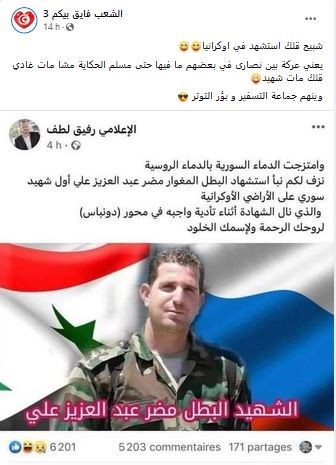 الشعب فايق بيكم 3
14 h ·
شبيح قلك استشهد في اوكرانيا😄😄
يعني عركة بين نصارى في بعضهم ما فيها حتى مسلم الحكاية مشا مات غادي
قلك مات شهيد😛
وينهم جماعة التسفير و بؤر التوتر 😎
الإعلامي رفيق لطف
4 h ·
وامتزجت الدماء السورية بالدماء الروسية
نزف لكم نبأ استشهاد البطل المغوار مضر عبد العزيز علي أول شهيد
سوري على الأراضي الأوكرانية
والذي نال الشهادة أثناء تأدية واجبه في محور (دونباس)
لروحك الرحمة ولإسمك الخلود
الشهيد البطل مضر عبد العزيز علي
6 201
5 203 commentaires
171 partages